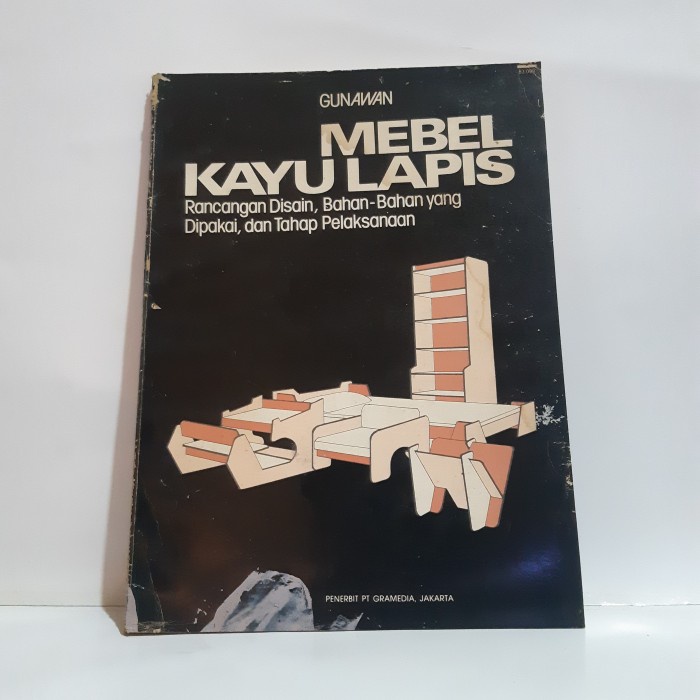 GUNAWAN
MEBEL
KAYU LAPIS
Rancangan Disain, Bahan-Bahan yang
Dipakai, dan Tahap Pelaksanaan
PENERBIT PT GRAMEDIA, JAKARTA